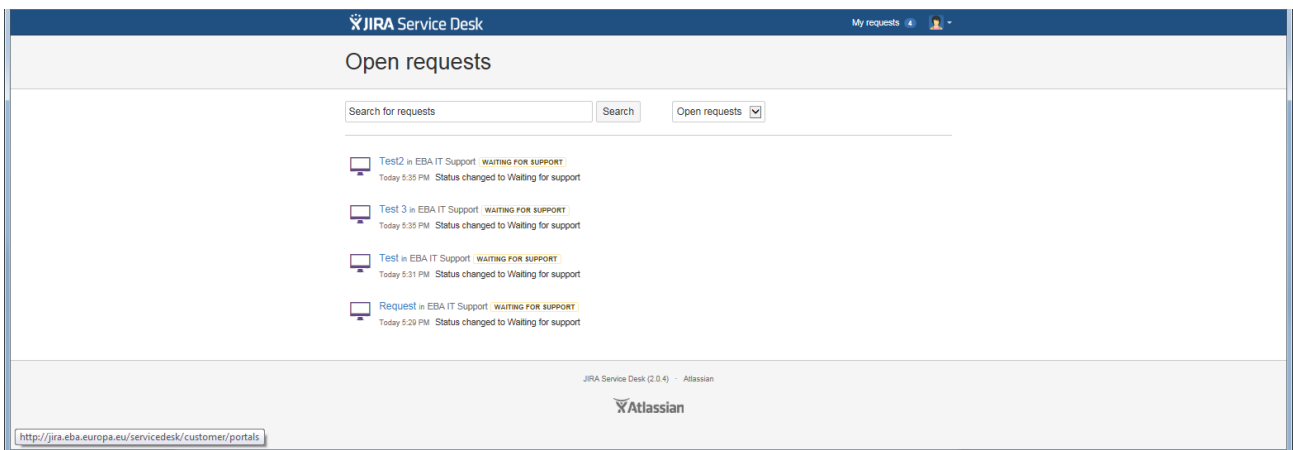 JIRA Service Desk My requests 4
Open requests
Search for requests Search Open requests
Test2 in EBA IT Support WAITING FOR SUPPORT
Today 5:35 PM Status changed to Waiting for support
Test 3 in EBA IT Support WAITING FOR SUPPORT
Today 5:35 PM Status changed to Waiting for support
Test in EBA IT Support WAITING FOR SUPPORT
Today 5:31 PM Status changed to Waiting for support
Request in EBA IT Support WAITING FOR SUPPORT
Today 5:29 PM Status changed to Waiting for support
JIRA Service Desk (2.0.4) · Atlassian
Atlassian
http://jira.eba.europa.eu/servicedesk/customer/portals